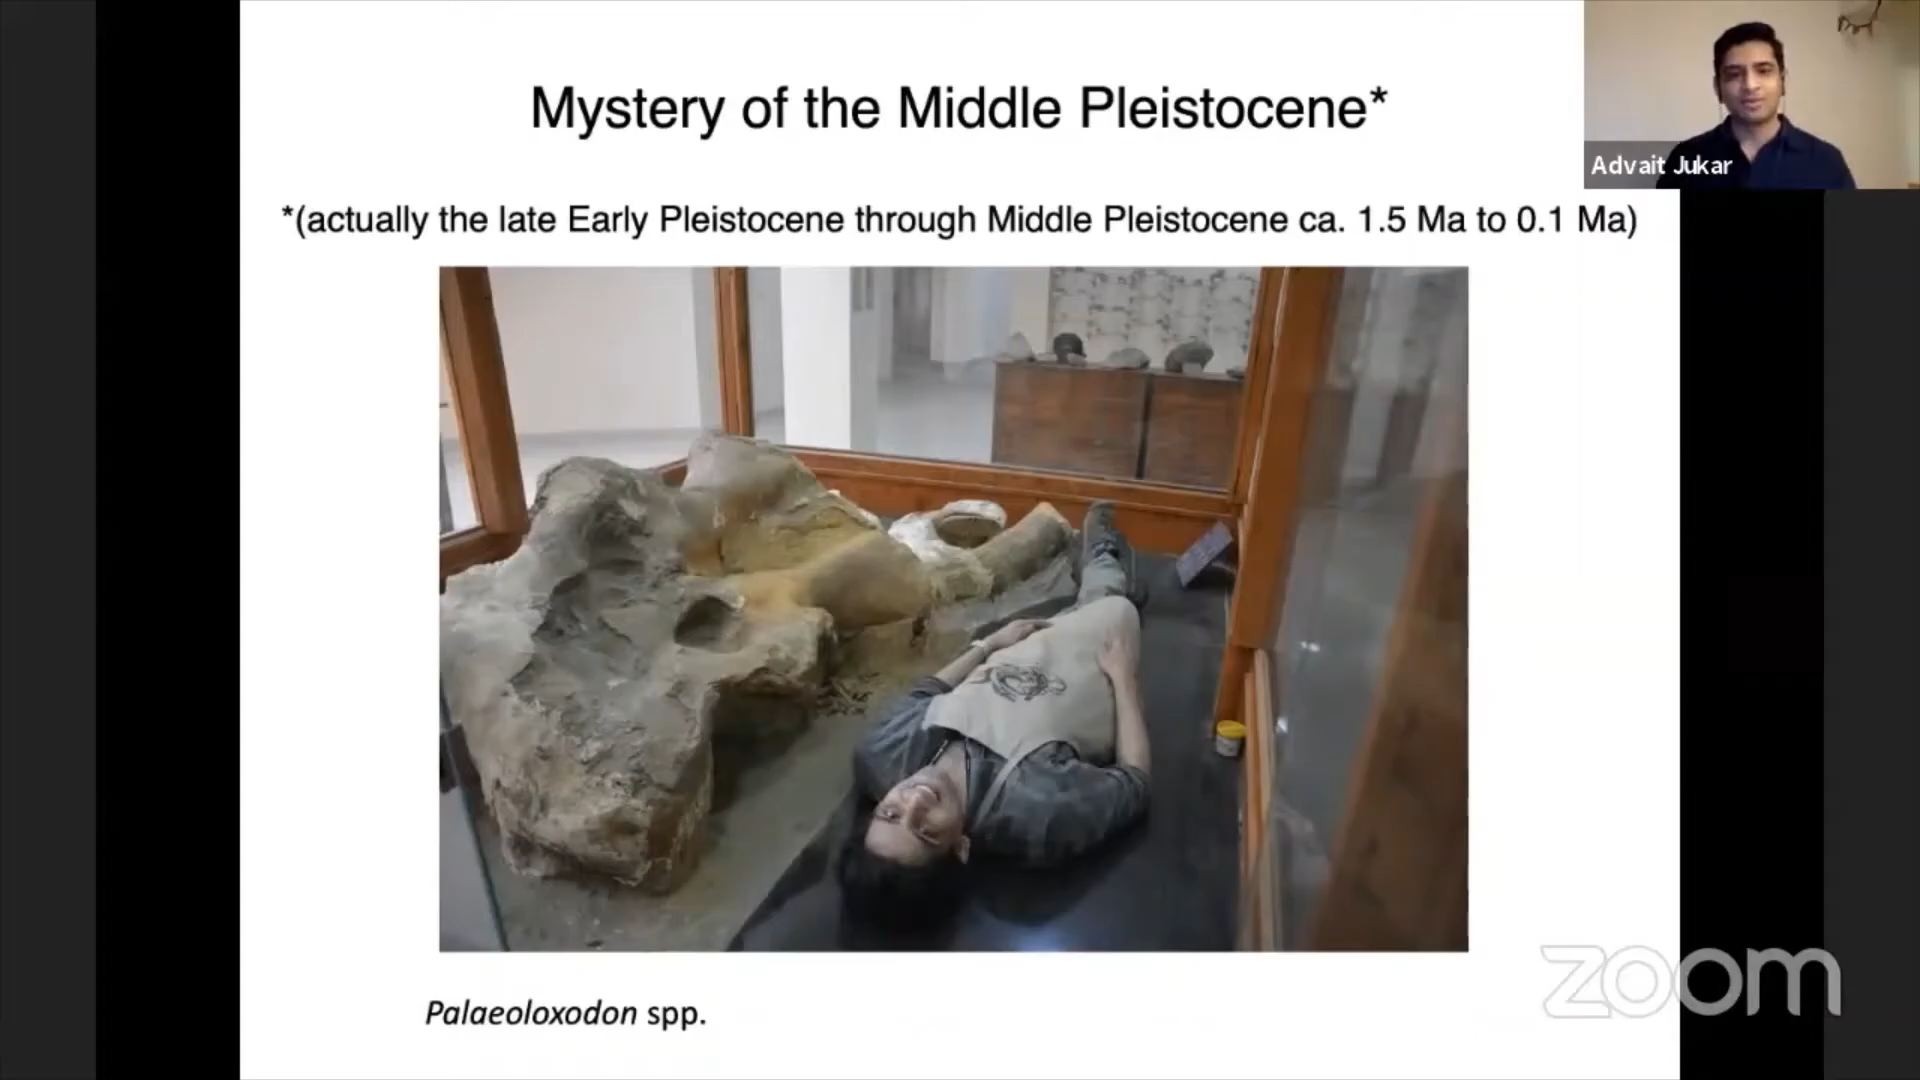 Mystery of the Middle Pleistocene*
Advait Jukar
*(actually the late Early Pleistocene through Middle Pleistocene ca. 1.5 Ma to 0.1 Ma)
Palaeoloxodon spp.
zoom